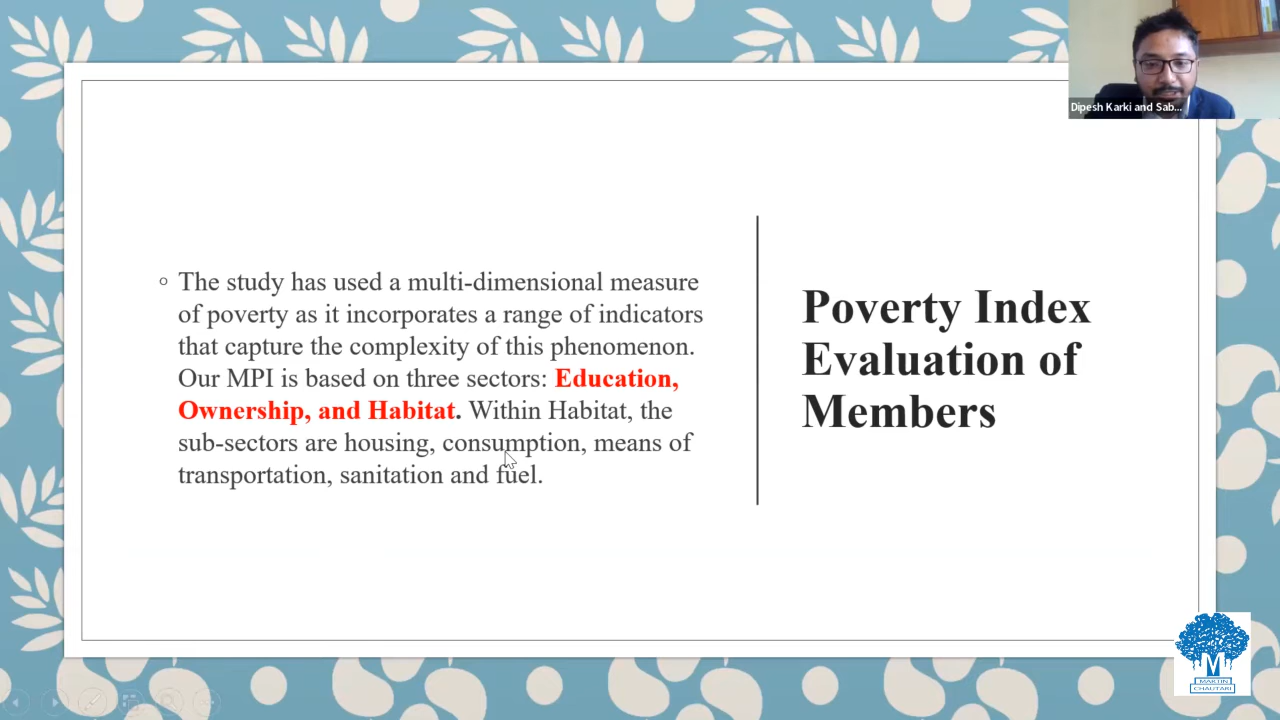 Dipesh Karki and Sab...
The study has used a multi-dimensional measure
of poverty as it incorporates a range of indicators
that capture the complexity of this phenomenon.
Our MPI is based on three sectors: Education,
Ownership, and Habitat. Within Habitat, the
sub-sectors are housing, consumption, means of
transportation, sanitation and fuel.
Poverty Index
Evaluation of
Members
M
MARTIN
CHAUTARI